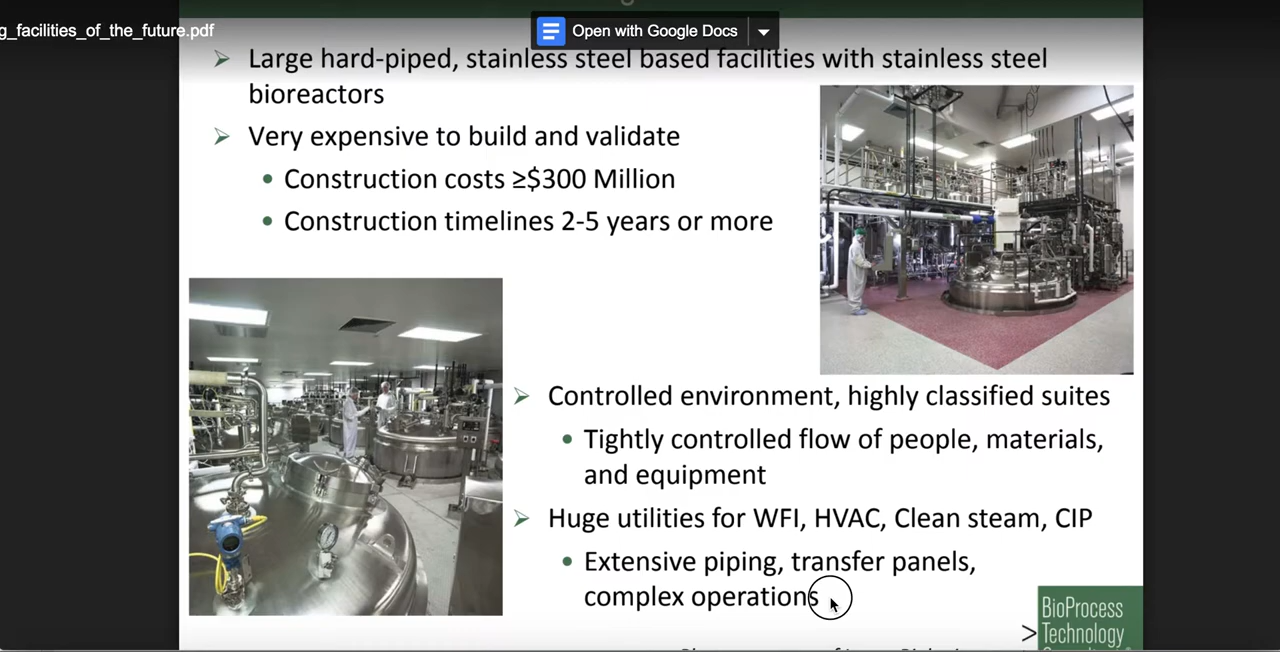 g_facilities_of_the_future.pdf
Open with Google Docs
➢ Large hard-piped, stainless steel based facilities with stainless steel
bioreactors
➢ Very expensive to build and validate
• Construction costs ≥$300 Million
• Construction timelines 2-5 years or more
➢ Controlled environment, highly classified suites
• Tightly controlled flow of people, materials,
and equipment
➢ Huge utilities for WFI, HVAC, Clean steam, CIP
• Extensive piping, transfer panels,
complex operations
>
BioProcess
Technology